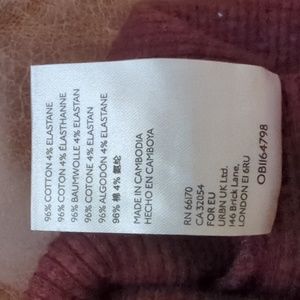 96% COTTON 4% ELASTANE
96% COTON 4% ÉLASTHANNE
96% BAUMWOLLE 4% ELASTAN
96% COTONE 4% ELASTAN
96% ALGODÓN 4% ELASTANE
96% 棉 4% 氨纶
MADE IN CAMBODIA
HECHO EN CAMBOYA
RN 66170
CA 32054
FOR EU
URBN UK Ltd.
146 Brick Lane,
LONDON E1 6RU
OB1164798